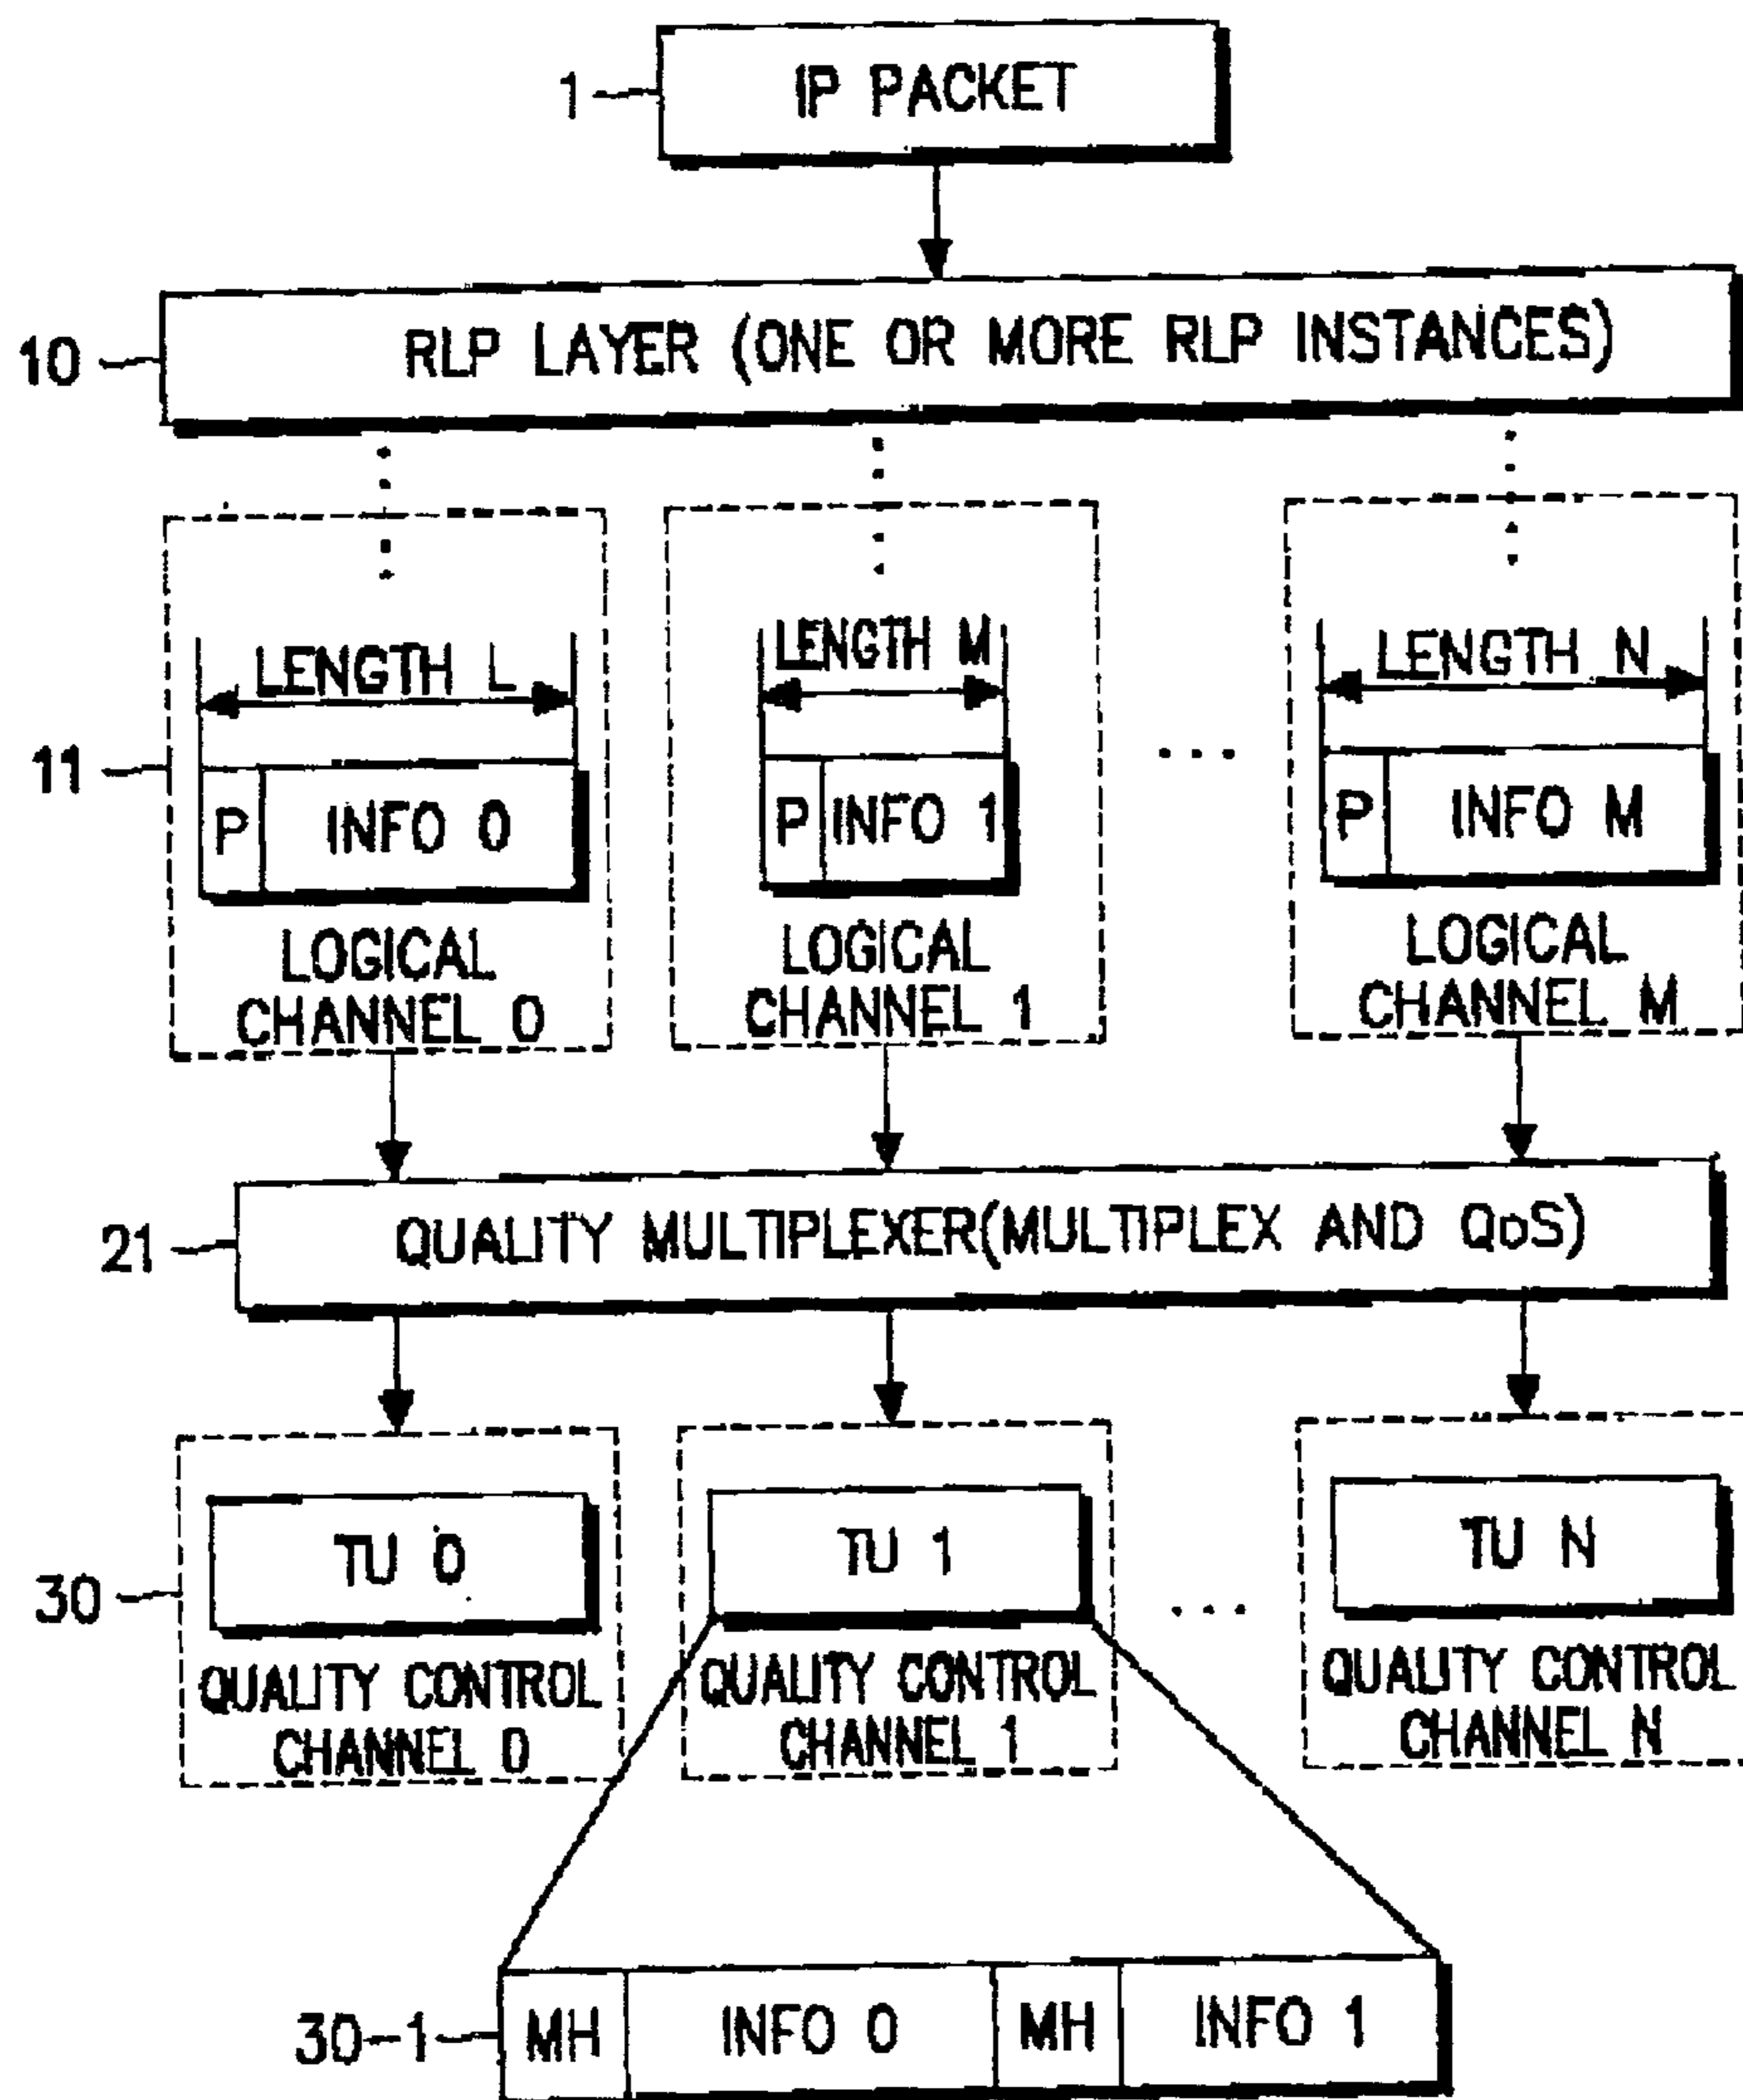 IP PACKET
1
RLP LAYER (ONE OR MORE RLP INSTANCES)
10
LENGTH L
LENGTH M
LENGTH N
11
P
INFO 0
P
INFO 1
...
P
INFO M
LOGICAL
CHANNEL 0
LOGICAL
CHANNEL 1
LOGICAL
CHANNEL M
21
QUALITY MULTIPLEXER(MULTIPLEX AND QoS)
30
TU 0
TU 1
...
TU N
QUALITY CONTROL
CHANNEL 0
QUALITY CONTROL
CHANNEL 1
QUALITY CONTROL
CHANNEL N
30-1
MH
INFO 0
MH
INFO 1